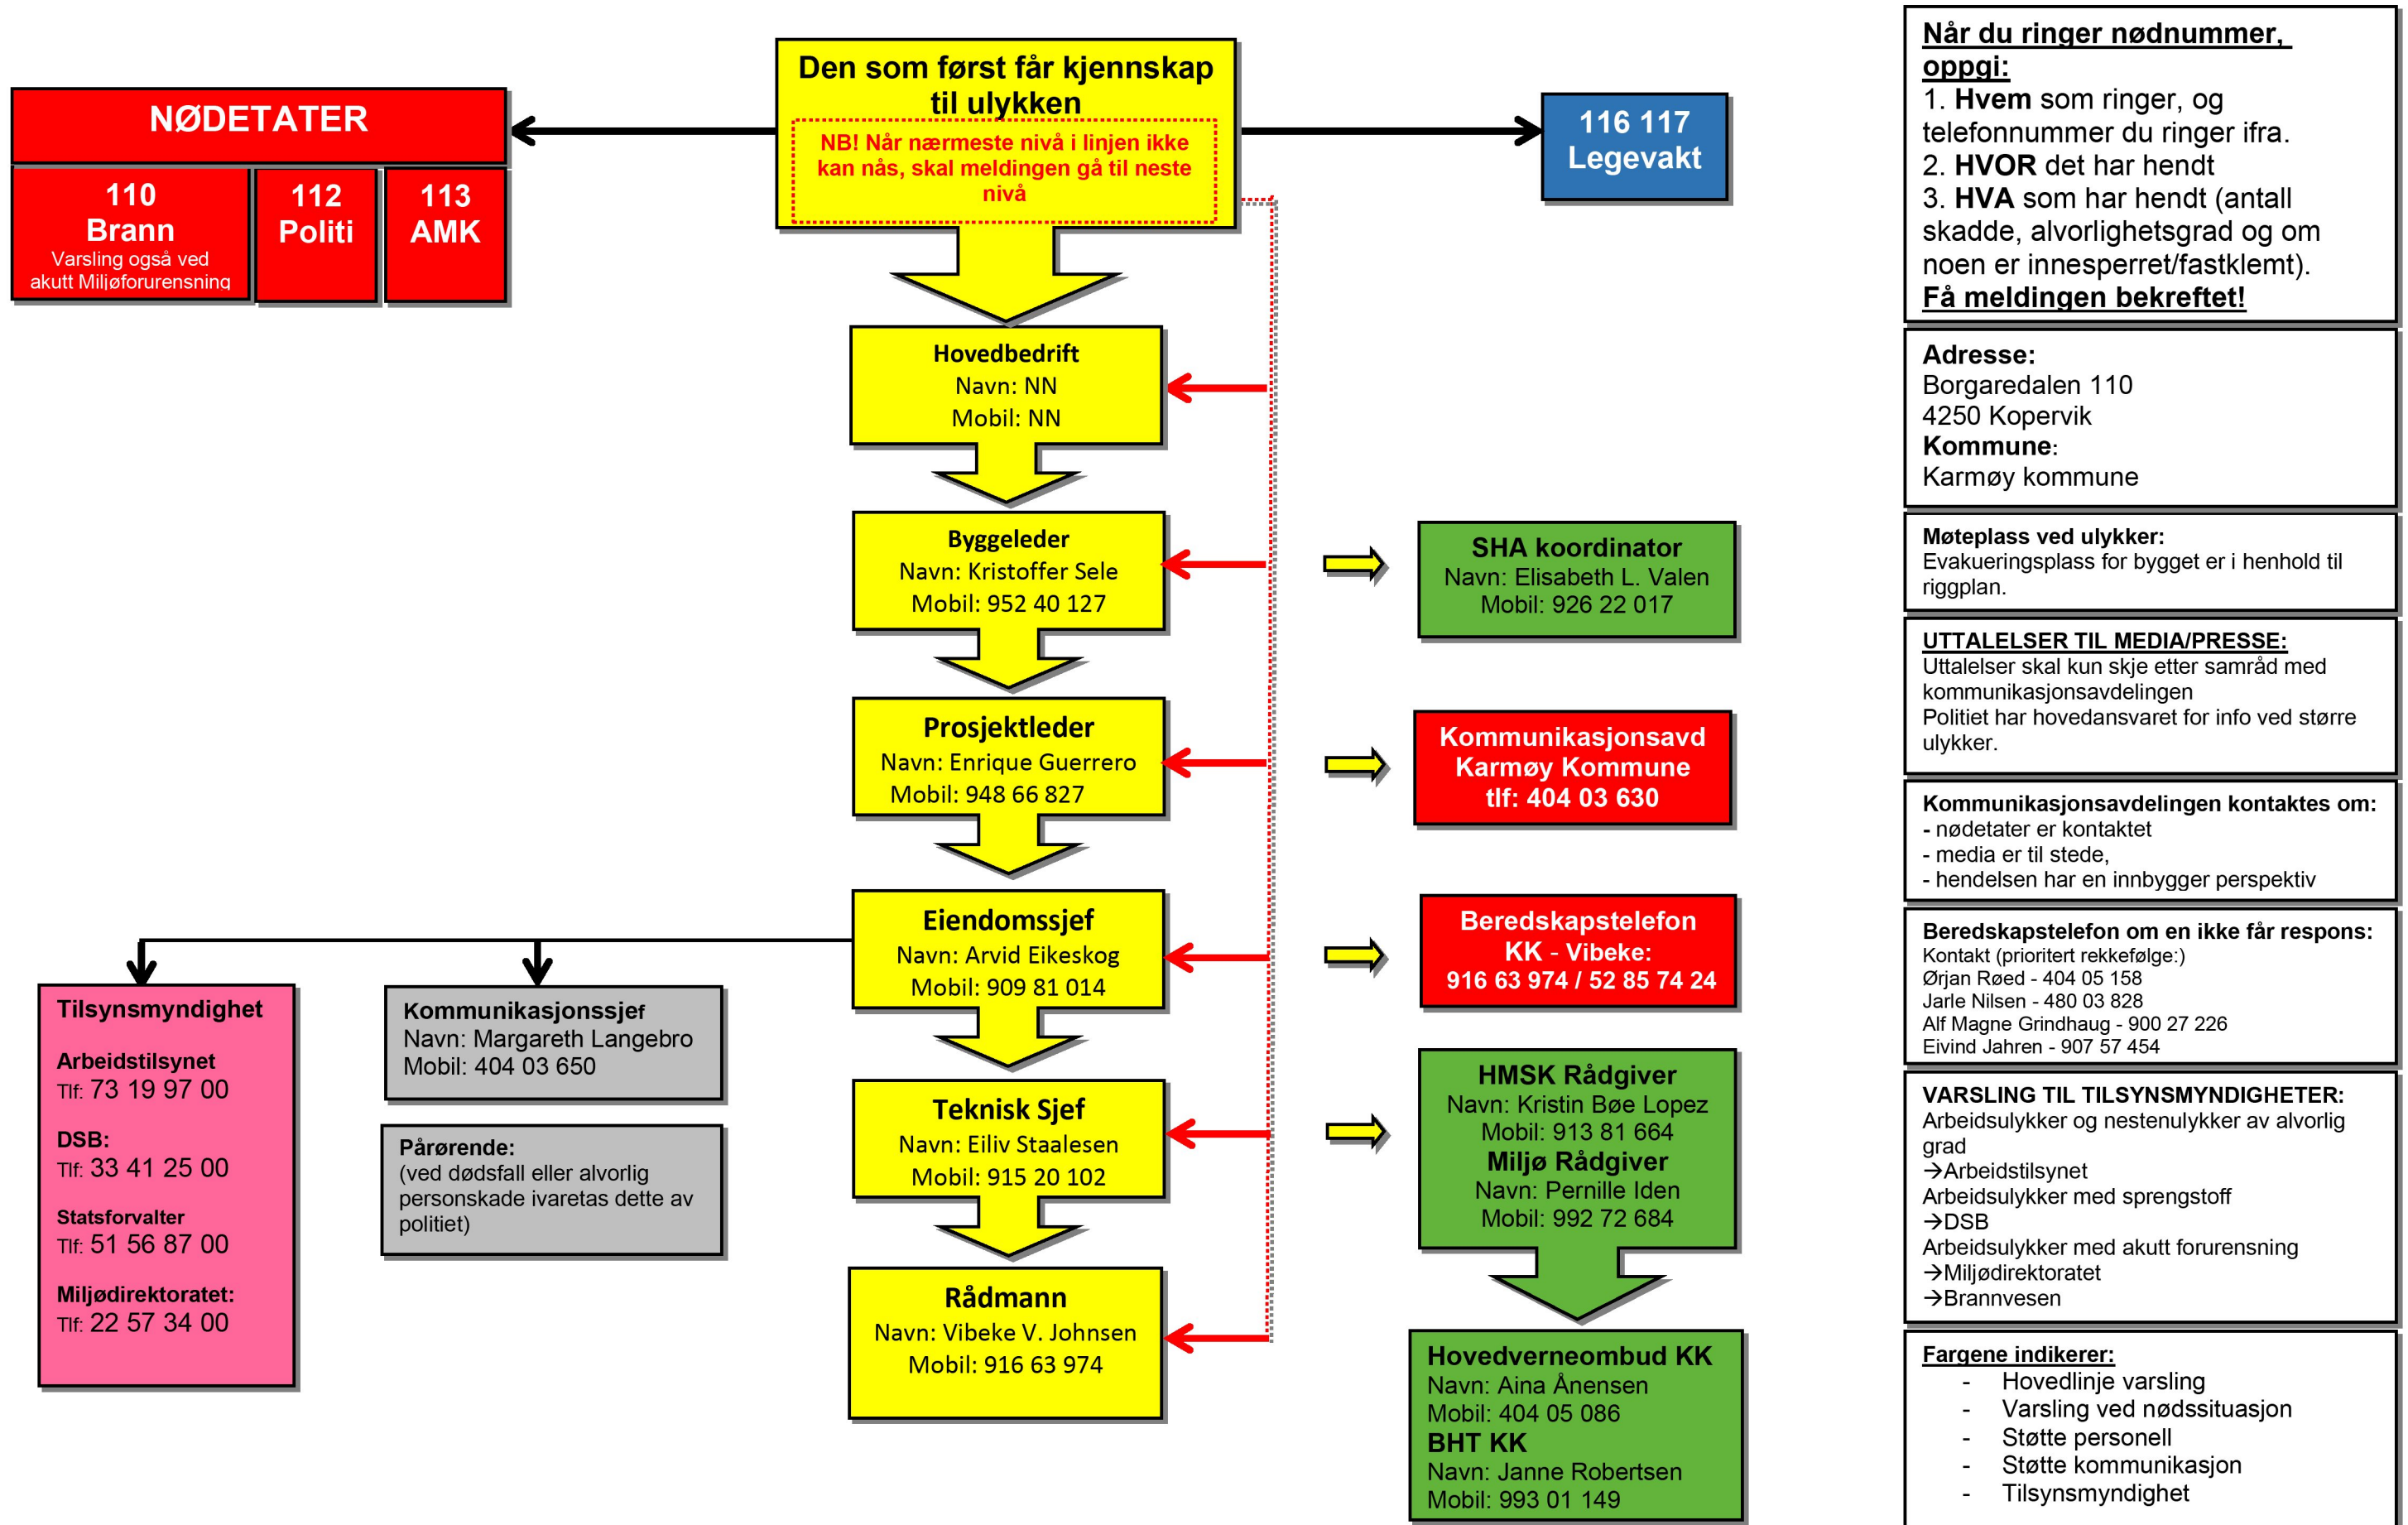 Den som først får kjennskap
til ulykken
NB! Når nærmeste nivå i linjen ikke
kan nås, skal meldingen gå til neste
nivå
NØDETATER
110
Brann
Varsling også ved
akutt Miljøforurensning
112
Politi
113
AMK
116 117
Legevakt
Hovedbedrift
Navn: NN
Mobil: NN
Byggeleder
Navn: Kristoffer Sele
Mobil: 952 40 127
SHA koordinator
Navn: Elisabeth L. Valen
Mobil: 926 22 017
Prosjektleder
Navn: Enrique Guerrero
Mobil: 948 66 827
Kommunikasjonsavd
Karmøy Kommune
tlf: 404 03 630
Eiendomssjef
Navn: Arvid Eikeskog
Mobil: 909 81 014
Beredskapstelefon
KK - Vibeke:
916 63 974 / 52 85 74 24
Tilsynsmyndighet
Arbeidstilsynet
Tlf: 73 19 97 00
DSB:
Tlf: 33 41 25 00
Statsforvalter
Tlf: 51 56 87 00
Miljødirektoratet:
Tlf: 22 57 34 00
Kommunikasjonssjef
Navn: Margareth Langebro
Mobil: 404 03 650
Pårørende:
(ved dødsfall eller alvorlig
personskade ivaretas dette av
politiet)
Teknisk Sjef
Navn: Eiliv Staalesen
Mobil: 915 20 102
HMSK Rådgiver
Navn: Kristin Bøe Lopez
Mobil: 913 81 664
Miljø Rådgiver
Navn: Pernille Iden
Mobil: 992 72 684
Rådmann
Navn: Vibeke V. Johnsen
Mobil: 916 63 974
Hovedverneombud KK
Navn: Aina Ånensen
Mobil: 404 05 086
BHT KK
Navn: Janne Robertsen
Mobil: 993 01 149
Når du ringer nødnummer,
oppgi:
1. Hvem som ringer, og
telefonnummer du ringer ifra.
2. HVOR det har hendt
3. HVA som har hendt (antall
skadde, alvorlighetsgrad og om
noen er innesperret/fastklemt).
Få meldingen bekreftet!
Adresse:
Borgaredalen 110
4250 Kopervik
Kommune:
Karmøy kommune
Møteplass ved ulykker:
Evakueringsplass for bygget er i henhold til
riggplan.
UTTALELSER TIL MEDIA/PRESSE:
Uttalelser skal kun skje etter samråd med
kommunikasjonsavdelingen
Politiet har hovedansvaret for info ved større
ulykker.
Kommunikasjonsavdelingen kontaktes om:
- nødetater er kontaktet
- media er til stede,
- hendelsen har en innbygger perspektiv
Beredskapstelefon om en ikke får respons:
Kontakt (prioritert rekkefølge:)
Ørjan Røed - 404 05 158
Jarle Nilsen - 480 03 828
Alf Magne Grindhaug - 900 27 226
Eivind Jahren - 907 57 454
VARSLING TIL TILSYNSMYNDIGHETER:
Arbeidsulykker og nestenulykker av alvorlig
grad
→Arbeidstilsynet
Arbeidsulykker med sprengstoff
→DSB
Arbeidsulykker med akutt forurensning
→Miljødirektoratet
→Brannvesen
Fargene indikerer:
- Hovedlinje varsling
- Varsling ved nødssituasjon
- Støtte personell
- Støtte kommunikasjon
- Tilsynsmyndighet